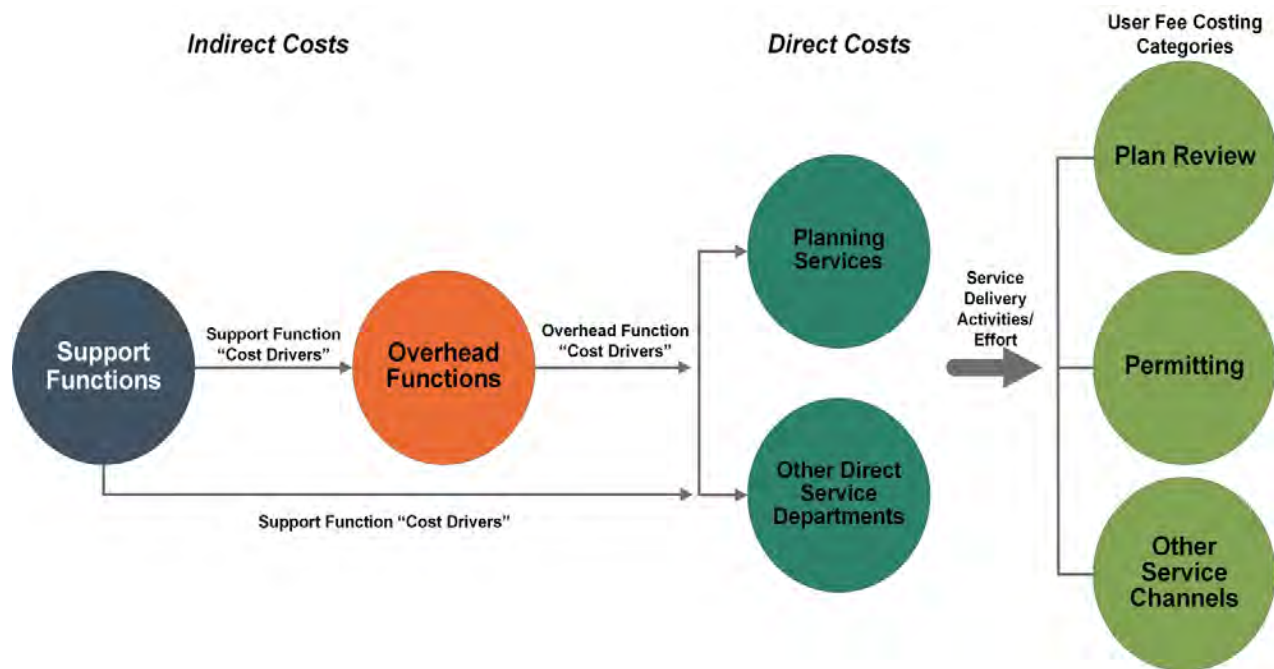 Indirect Costs
Direct Costs
User Fee Costing
Categories
Plan Review
Planning
Services
Service
Delivery
Activities/
Effort
Support
Functions
Support Function
“Cost Drivers”
Overhead
Functions
Overhead Function
“Cost Drivers”
Permitting
Other Direct
Service
Departments
Support Function “Cost Drivers”
Other
Service
Channels